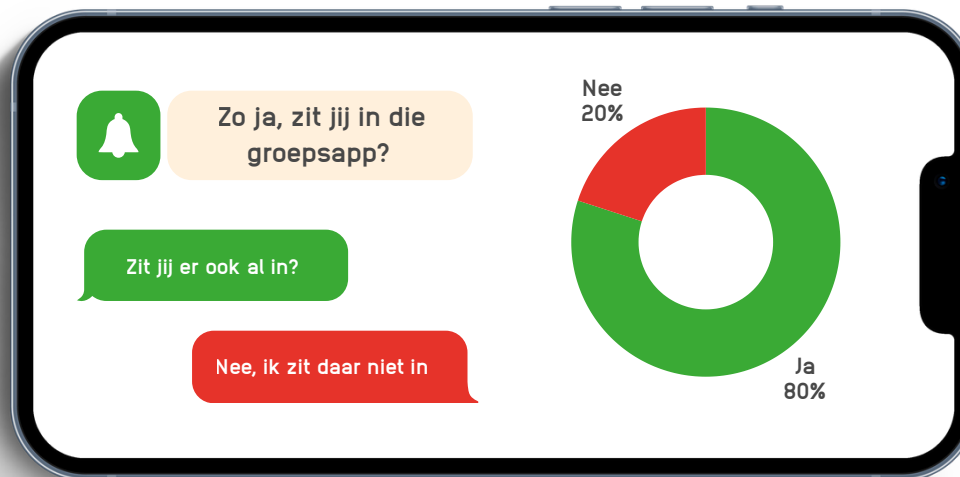 Zo ja, zit jij in die
groepsapp?
Zit jij er ook al in?
Nee, ik zit daar niet in
Nee
20%
Ja
80%